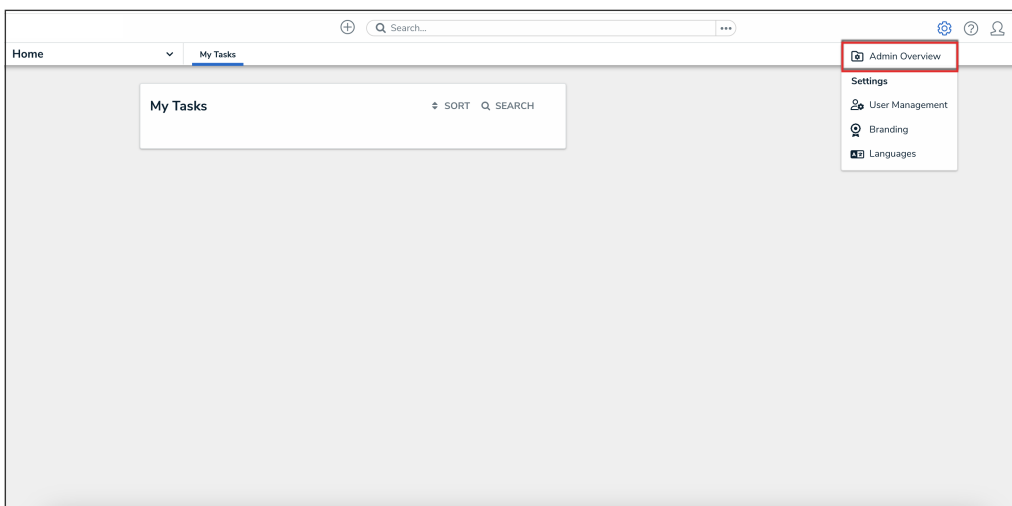 Search...
Home
My Tasks
Admin Overview
My Tasks
SORT
SEARCH
Settings
User Management
Branding
Languages